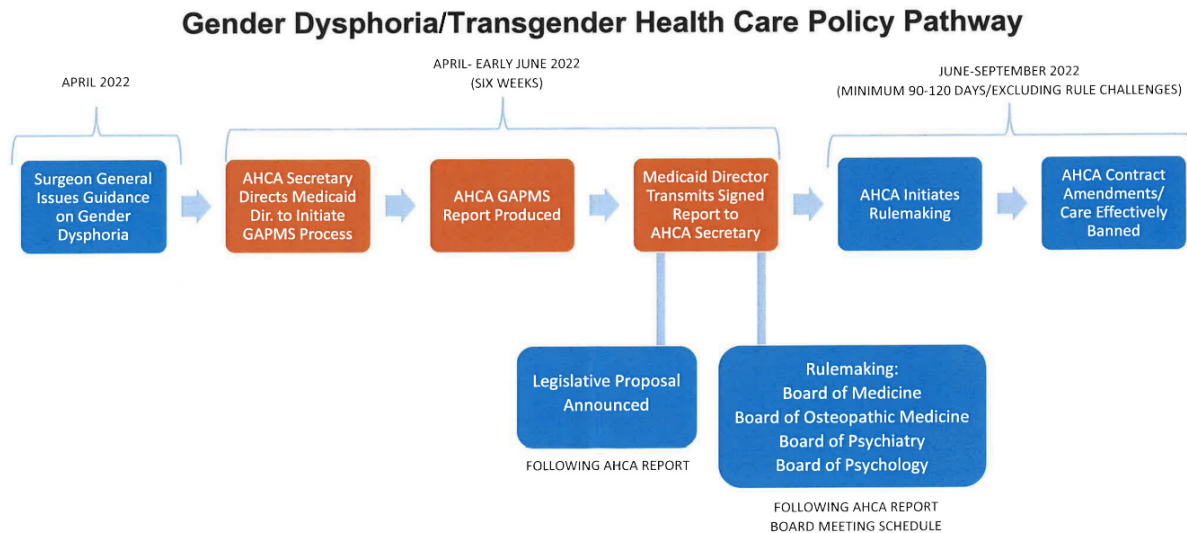 Gender Dysphoria/Transgender Health Care Policy Pathway
APRIL 2022
APRIL- EARLY JUNE 2022
(SIX WEEKS)
JUNE-SEPTEMBER 2022
(MINIMUM 90-120 DAYS/EXCLUDING RULE CHALLENGES)
Surgeon General
Issues Guidance
on Gender
Dysphoria
AHCA Secretary
Directs Medicaid
Dir. to Initiate
GAPMS Process
AHCA GAPMS
Report Produced
Medicaid Director
Transmits Signed
Report to
AHCA Secretary
AHCA Initiates
Rulemaking
AHCA Contract
Amendments/
Care Effectively
Banned
Legislative Proposal
Announced
FOLLOWING AHCA REPORT
Rulemaking:
Board of Medicine
Board of Osteopathic Medicine
Board of Psychiatry
Board of Psychology
FOLLOWING AHCA REPORT
BOARD MEETING SCHEDULE